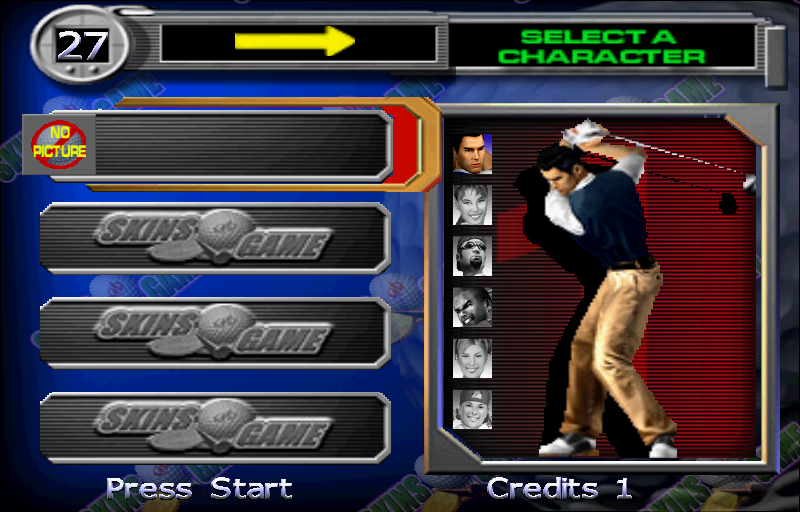 27
SELECT A
CHARACTER
NO
PICTURE
SKINS
GAME
SKINS
GAME
SKINS
GAME
Press Start
Credits 1